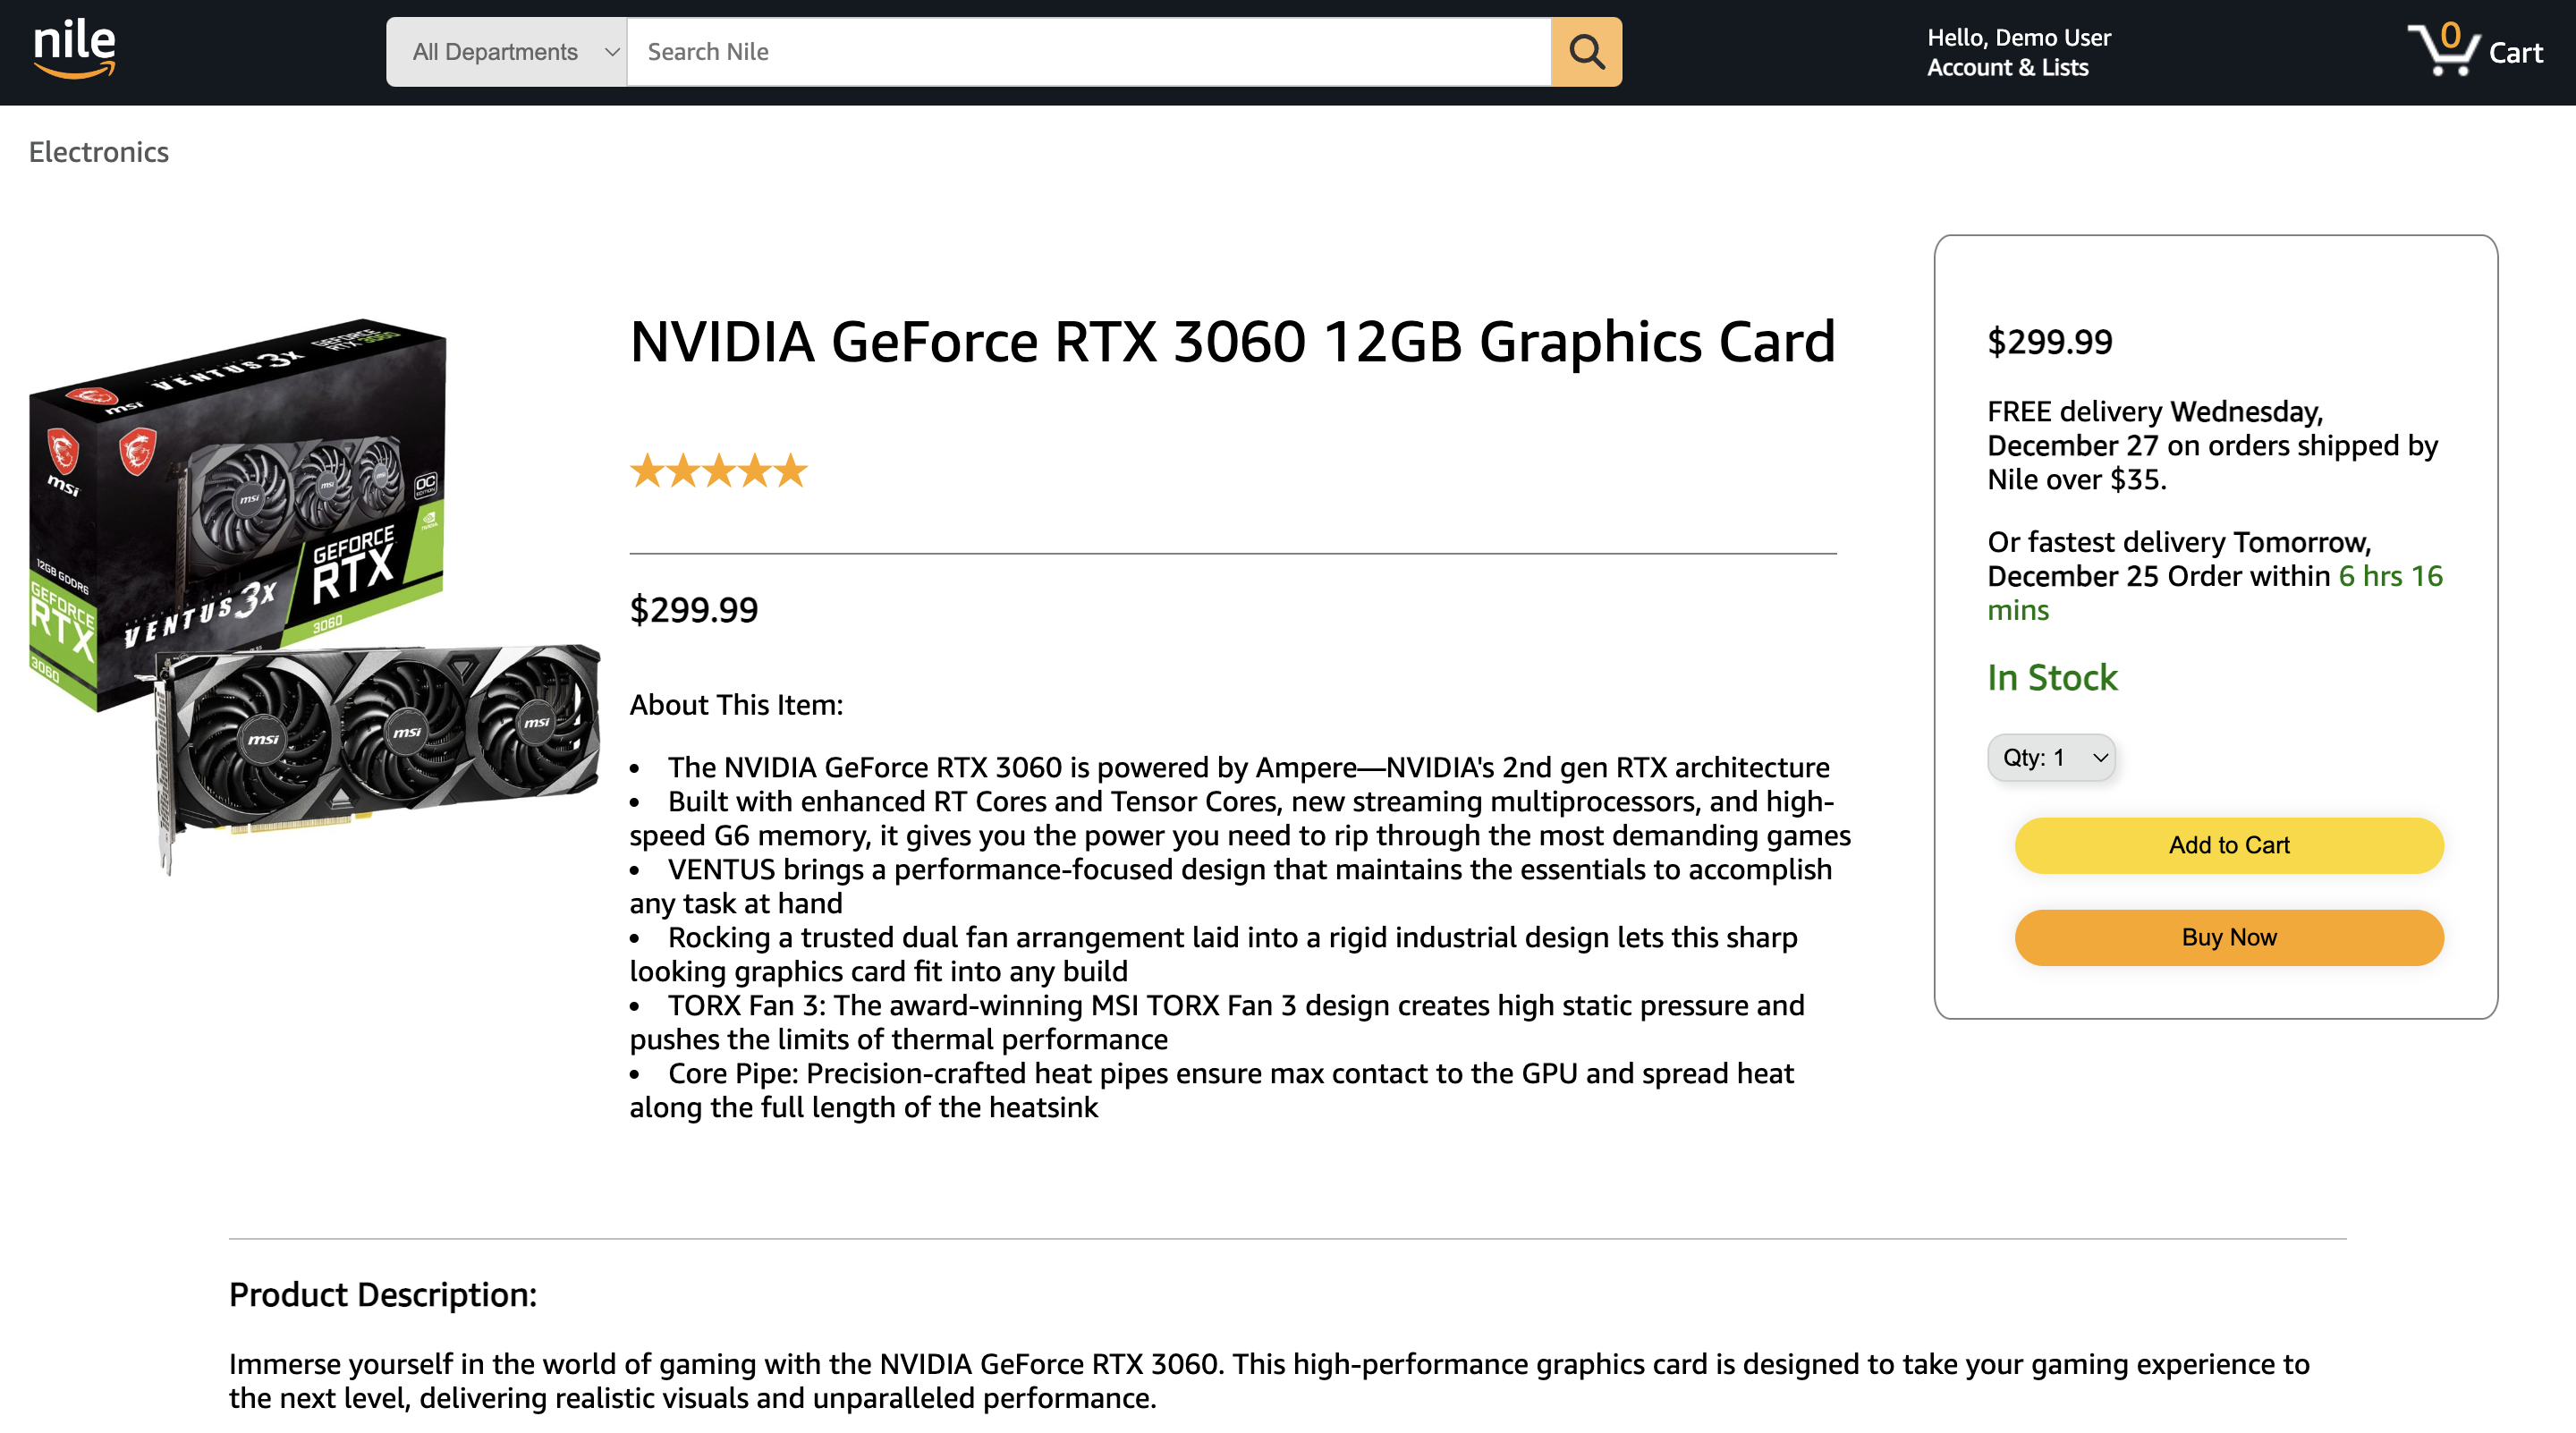 nile
All Departments
Search Nile
Hello, Demo User
Account & Lists
0
Cart
Electronics
NVIDIA GeForce RTX 3060 12GB Graphics Card
VENTUS 3X
GEFORCE
RTX 3060
msi
msi
msi
msi
msi
OC
EDITION
GEFORCE
RTX
3060
VENTUS 3X
12GB GDDR6
GEFORCE
RTX
3060
msi
msi
msi
$299.99
About This Item:
• The NVIDIA GeForce RTX 3060 is powered by Ampere—NVIDIA's 2nd gen RTX architecture
• Built with enhanced RT Cores and Tensor Cores, new streaming multiprocessors, and high-
speed G6 memory, it gives you the power you need to rip through the most demanding games
• VENTUS brings a performance-focused design that maintains the essentials to accomplish
any task at hand
• Rocking a trusted dual fan arrangement laid into a rigid industrial design lets this sharp
looking graphics card fit into any build
• TORX Fan 3: The award-winning MSI TORX Fan 3 design creates high static pressure and
pushes the limits of thermal performance
• Core Pipe: Precision-crafted heat pipes ensure max contact to the GPU and spread heat
along the full length of the heatsink
$299.99
FREE delivery Wednesday,
December 27 on orders shipped by
Nile over $35.
Or fastest delivery Tomorrow,
December 25 Order within 6 hrs 16
mins
In Stock
Qty: 1
Add to Cart
Buy Now
Product Description:
Immerse yourself in the world of gaming with the NVIDIA GeForce RTX 3060. This high-performance graphics card is designed to take your gaming experience to
the next level, delivering realistic visuals and unparalleled performance.